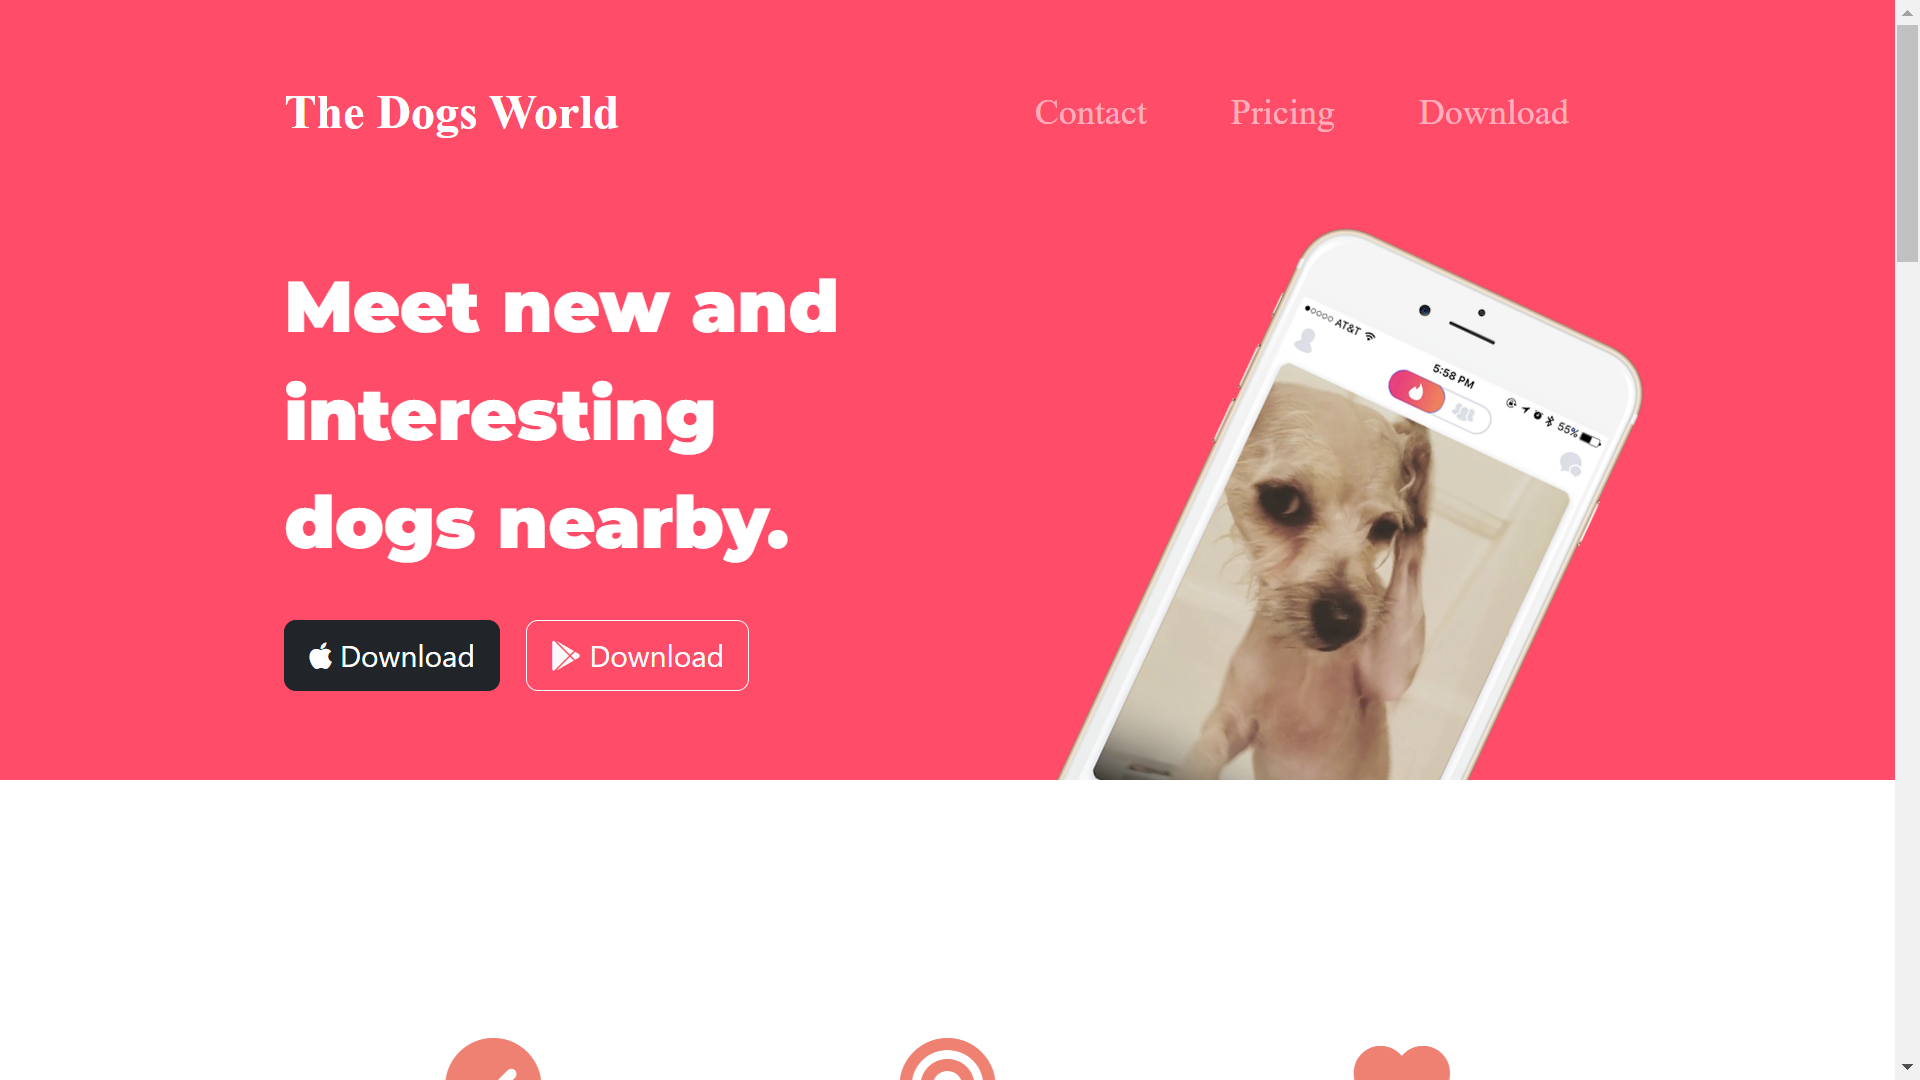 The Dogs World
Contact
Pricing
Download
Meet new and
interesting
dogs nearby.
Download
Download
AT&T
5:58 PM
55%